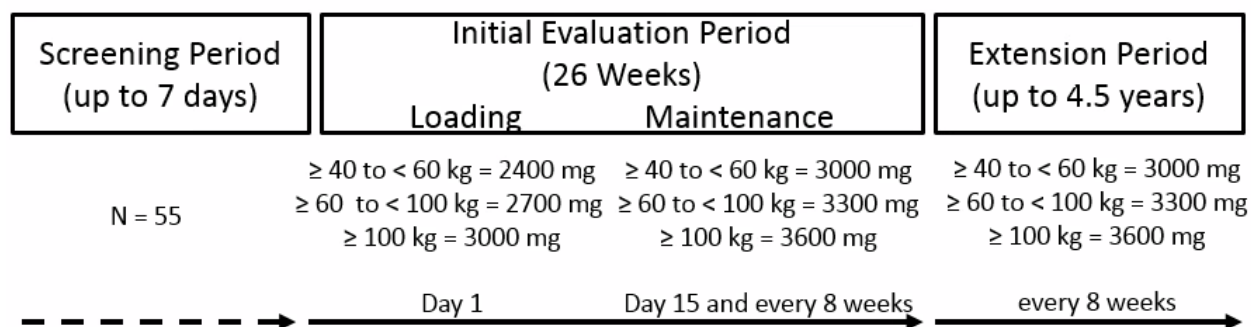 Screening Period
(up to 7 days)
Initial Evaluation Period
(26 Weeks)
Loading Maintenance
Extension Period
(up to 4.5 years)
N = 55
≥ 40 to < 60 kg = 2400 mg
≥ 60 to < 100 kg = 2700 mg
≥ 100 kg = 3000 mg
Day 1
≥ 40 to < 60 kg = 3000 mg
≥ 60 to < 100 kg = 3300 mg
≥ 100 kg = 3600 mg
Day 15 and every 8 weeks
≥ 40 to < 60 kg = 3000 mg
≥ 60 to < 100 kg = 3300 mg
≥ 100 kg = 3600 mg
every 8 weeks